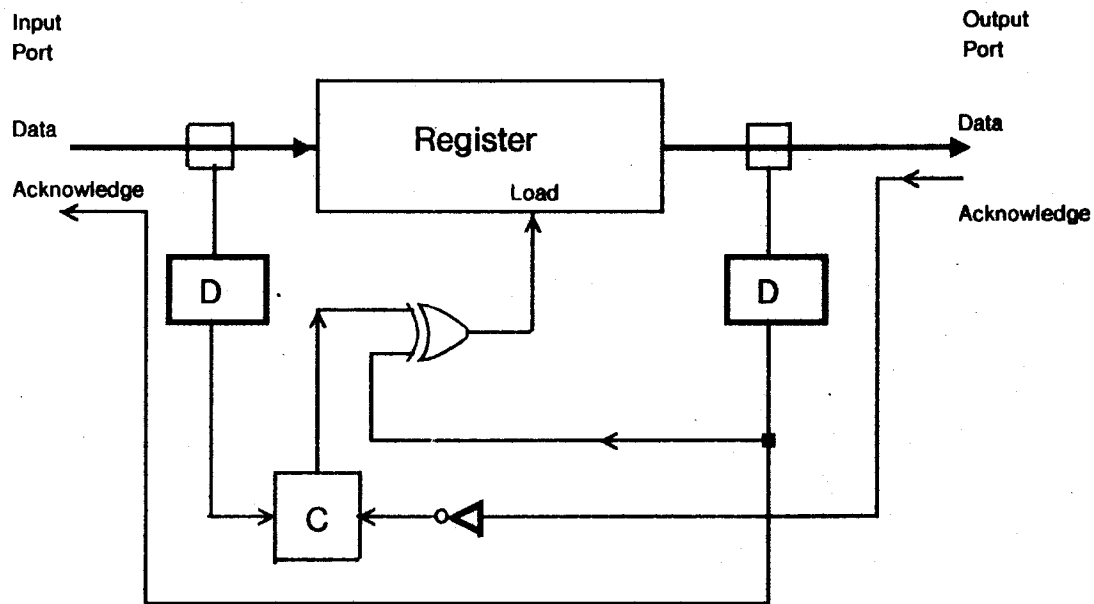 Input
Port
Output
Port
Data
Register
Data
Acknowledge
Load
Acknowledge
D
D
C